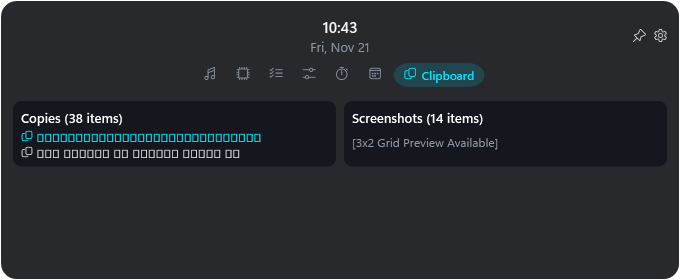 10:43
Fri, Nov 21
Clipboard
Copies (38 items)
Screenshots (14 items)
[3x2 Grid Preview Available]